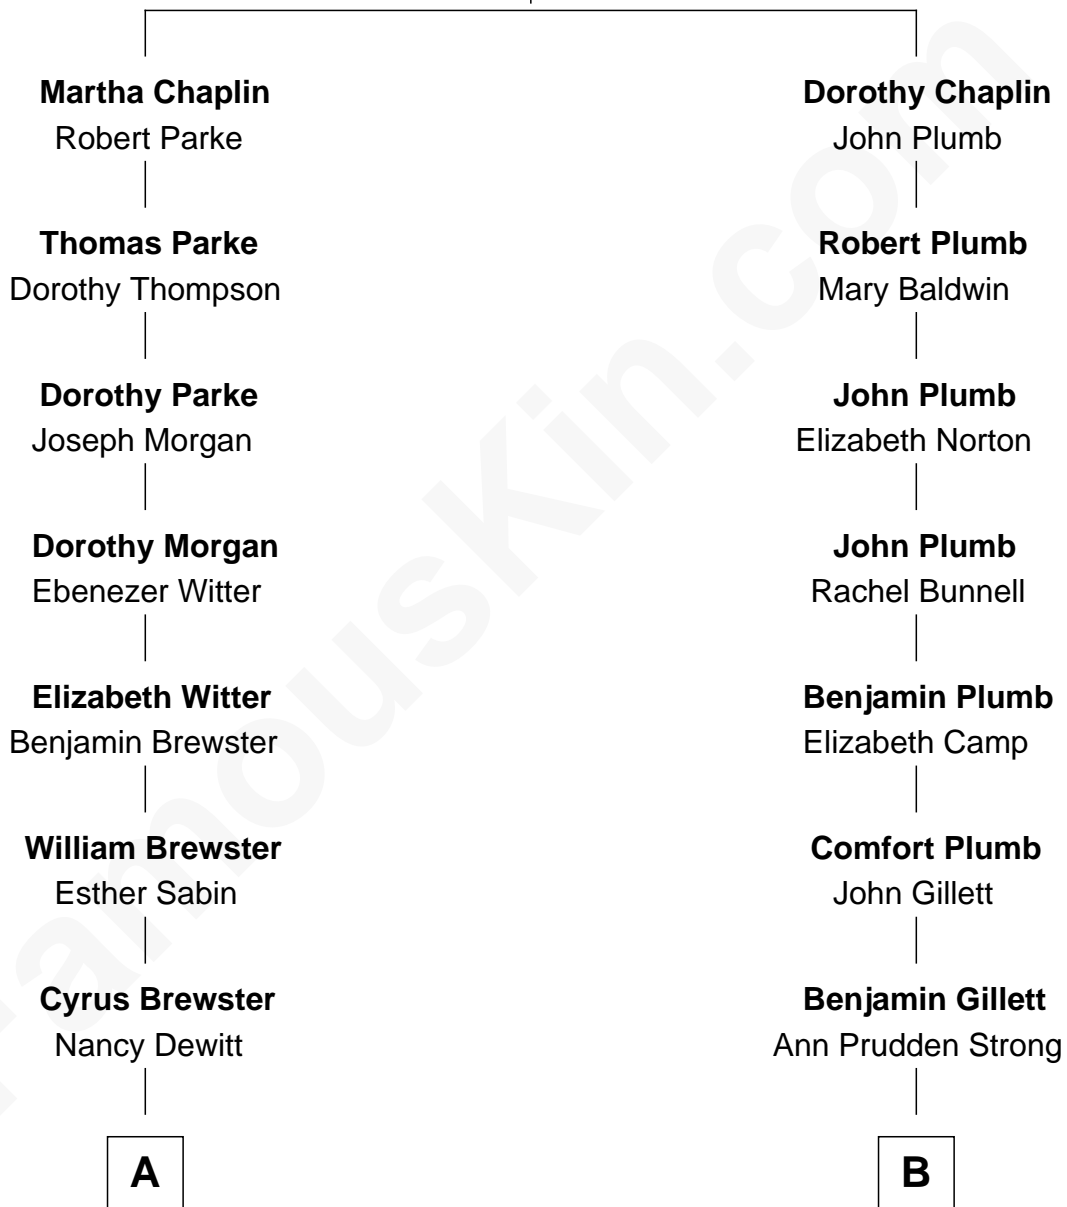 Martha Chaplin
Robert Parke
Thomas Parke
Dorothy Thompson
Dorothy Parke
Joseph Morgan
Dorothy Morgan
Ebenezer Witter
Elizabeth Witter
Benjamin Brewster
William Brewster
Esther Sabin
Cyrus Brewster
Nancy Dewitt
A
Dorothy Chaplin
John Plumb
Robert Plumb
Mary Baldwin
John Plumb
Elizabeth Norton
John Plumb
Rachel Bunnell
Benjamin Plumb
Elizabeth Camp
Comfort Plumb
John Gillett
Benjamin Gillett
Ann Prudden Strong
B
FamousKin.com